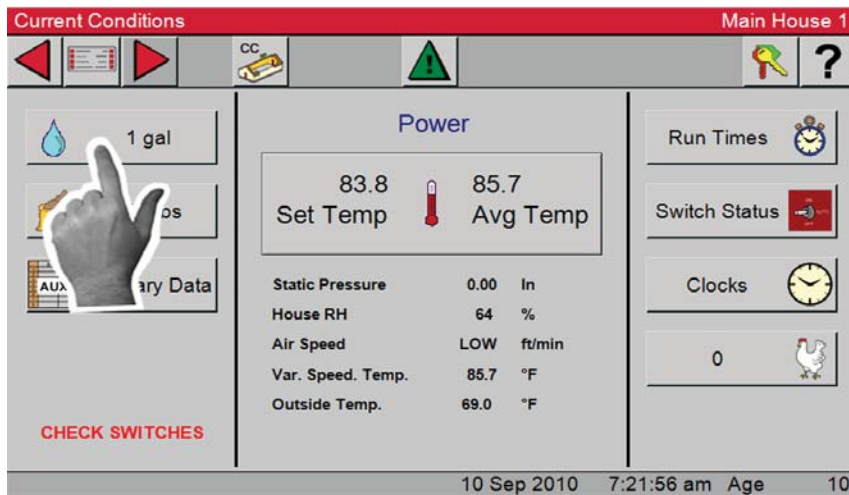 Current Conditions Main House 1
CC ?
1 gal
AUX Data
CHECK SWITCHES
Power
83.8 85.7
Set Temp Avg Temp
Static Pressure 0.00 In
House RH 64 %
Air Speed LOW ft/min
Var. Speed. Temp. 85.7 °F
Outside Temp. 69.0 °F
Run Times
Switch Status
Clocks
0
10 Sep 2010 7:21:56 am Age 10